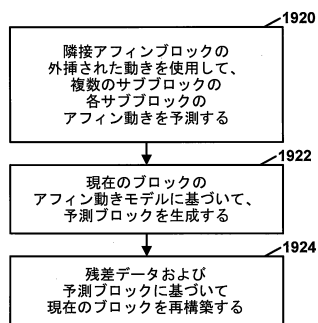 1920
隣接アフィンブロックの
外挿された動きを使用して、
複数のサブブロックの
各サブブロックの
アフィン動きを予測する
1922
現在のブロックの
アフィン動きモデルに基づいて、
予測ブロックを生成する
1924
残差データおよび
予測ブロックに基づいて
現在のブロックを再構築する